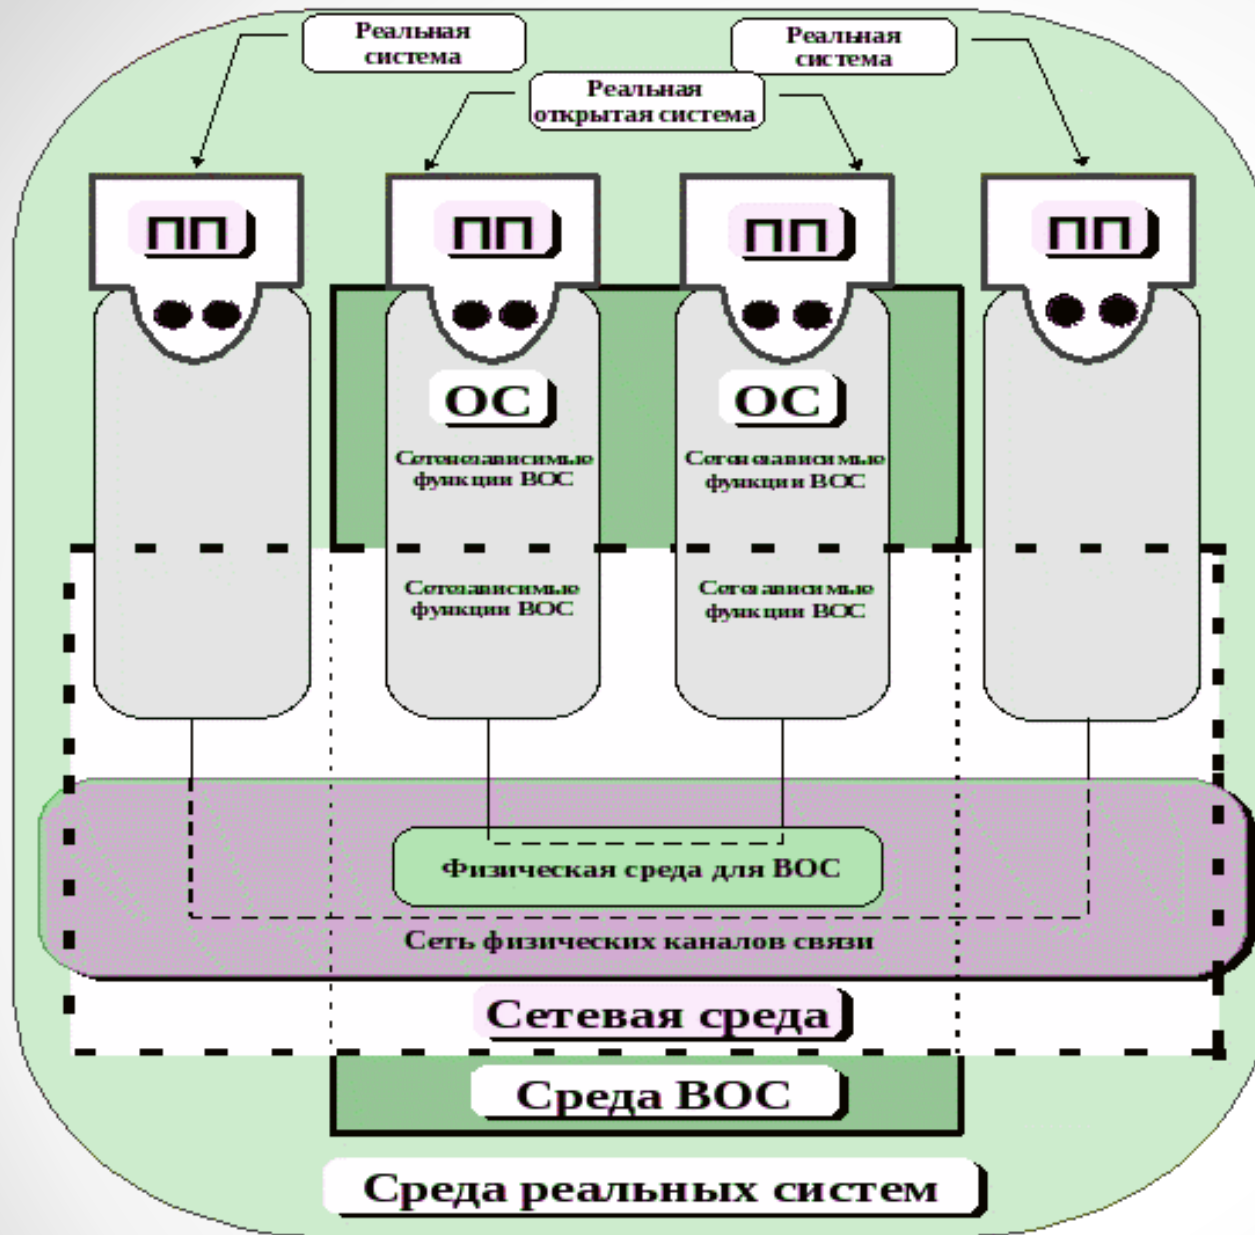 Реальная
система
Реальная
система
Реальная
открытая система
ПП
ПП
ПП
ПП
ОС
ОС
Сетенезависимые
функции ВОС
Сетенезависимые
функции ВОС
Сетезависимые
функции ВОС
Сетезависимые
функции ВОС
Физическая среда для ВОС
Сеть физических каналов связи
Сетевая среда
Среда ВОС
Среда реальных систем